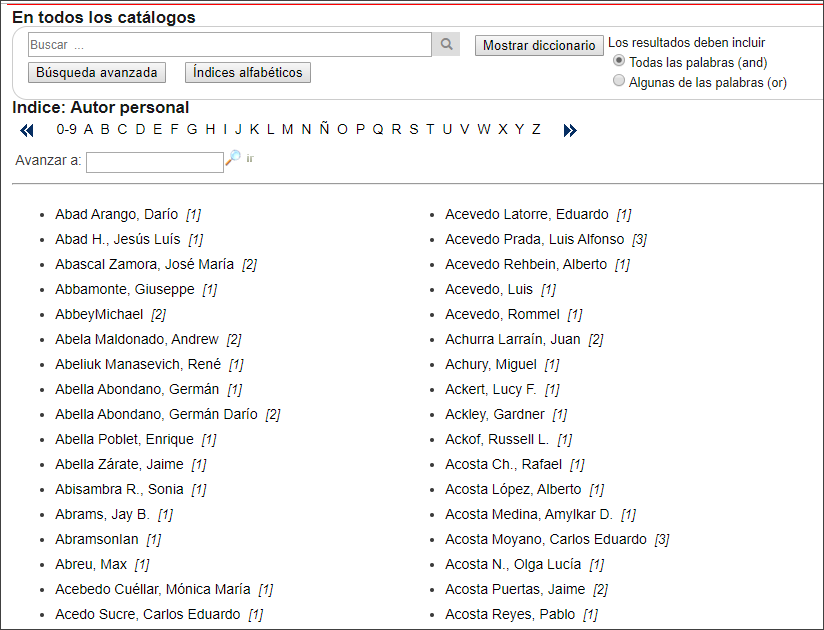 En todos los catálogos
Buscar ...
Mostrar diccionario
Los resultados deben incluir
Todas las palabras (and)
Algunas de las palabras (or)
Búsqueda avanzada
Índices alfabéticos
Indice: Autor personal
0-9 A B C D E F G H I J K L M N Ñ O P Q R S T U V W X Y Z
Avanzar a:
ir
Abad Arango, Darío [1]
Abad H., Jesús Luís [1]
Abascal Zamora, José María [2]
Abbamonte, Giuseppe [1]
AbbeyMichael [2]
Abela Maldonado, Andrew [2]
Abeliuk Manasevich, René [1]
Abella Abondano, Germán [1]
Abella Abondano, Germán Darío [2]
Abella Poblet, Enrique [1]
Abella Zárate, Jaime [1]
Abisambra R., Sonia [1]
Abrams, Jay B. [1]
AbramsonIan [1]
Abreu, Max [1]
Acebedo Cuéllar, Mónica María [1]
Acedo Sucre, Carlos Eduardo [1]
Acevedo Latorre, Eduardo [1]
Acevedo Prada, Luis Alfonso [3]
Acevedo Rehbein, Alberto [1]
Acevedo, Luis [1]
Acevedo, Rommel [1]
Achurra Larraín, Juan [2]
Achury, Miguel [1]
Ackert, Lucy F. [1]
Ackley, Gardner [1]
Ackof, Russell L. [1]
Acosta Ch., Rafael [1]
Acosta López, Alberto [1]
Acosta Medina, Amylkar D. [1]
Acosta Moyano, Carlos Eduardo [3]
Acosta N., Olga Lucía [1]
Acosta Puertas, Jaime [2]
Acosta Reyes, Pablo [1]